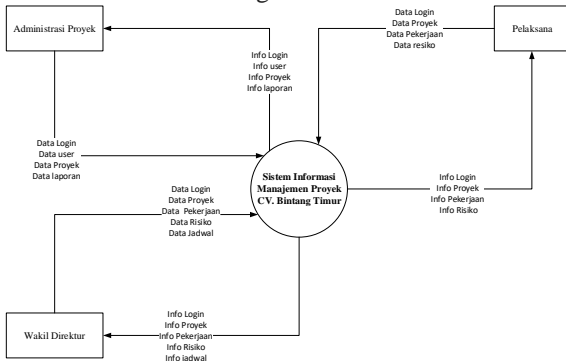 Administrasi Proyek
Info Login
Info user
Info Proyek
Info laporan
Data Login
Data Proyek
Data Pekerjaan
Data resiko
Pelaksana
Data Login
Data user
Data Proyek
Data laporan
Sistem Informasi
Manajemen Proyek
CV. Bintang Timur
Info Login
Info Proyek
Info Pekerjaan
Info Risiko
Data Login
Data Proyek
Data Pekerjaan
Data Risiko
Data Jadwal
Wakil Direktur
Info Login
Info Proyek
Info Pekerjaan
Info Risiko
Info jadwal